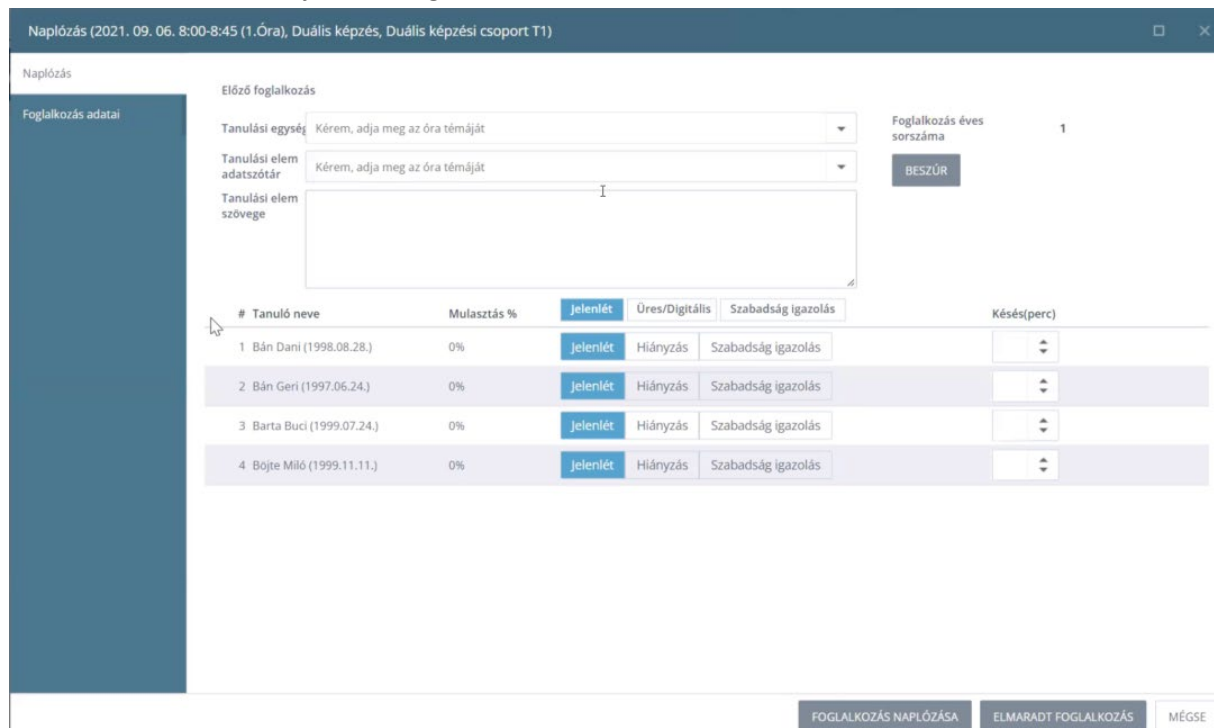 Naplózás (2021. 09. 06. 8:00-8:45 (1.Óra), Duális képzés, Duális képzési csoport T1)
Naplózás
Foglalkozás adatai
Előző foglalkozás
Tanulási egység Kérem, adja meg az óra témáját
Foglalkozás éves sorszáma 1
Tanulási elem adatszótár Kérem, adja meg az óra témáját
BESZÚR
Tanulási elem szövege
# Tanuló neve Mulasztás % Jelenlét Üres/Digitális Szabadság igazolás Késés(perc)
1 Bán Dani (1998.08.28.) 0% Jelenlét Hiányzás Szabadság igazolás
2 Bán Geri (1997.06.24.) 0% Jelenlét Hiányzás Szabadság igazolás
3 Barta Buci (1999.07.24.) 0% Jelenlét Hiányzás Szabadság igazolás
4 Böjte Miló (1999.11.11.) 0% Jelenlét Hiányzás Szabadság igazolás
FOGLALKOZÁS NAPLÓZÁSA ELMARADT FOGLALKOZÁS MÉGSE